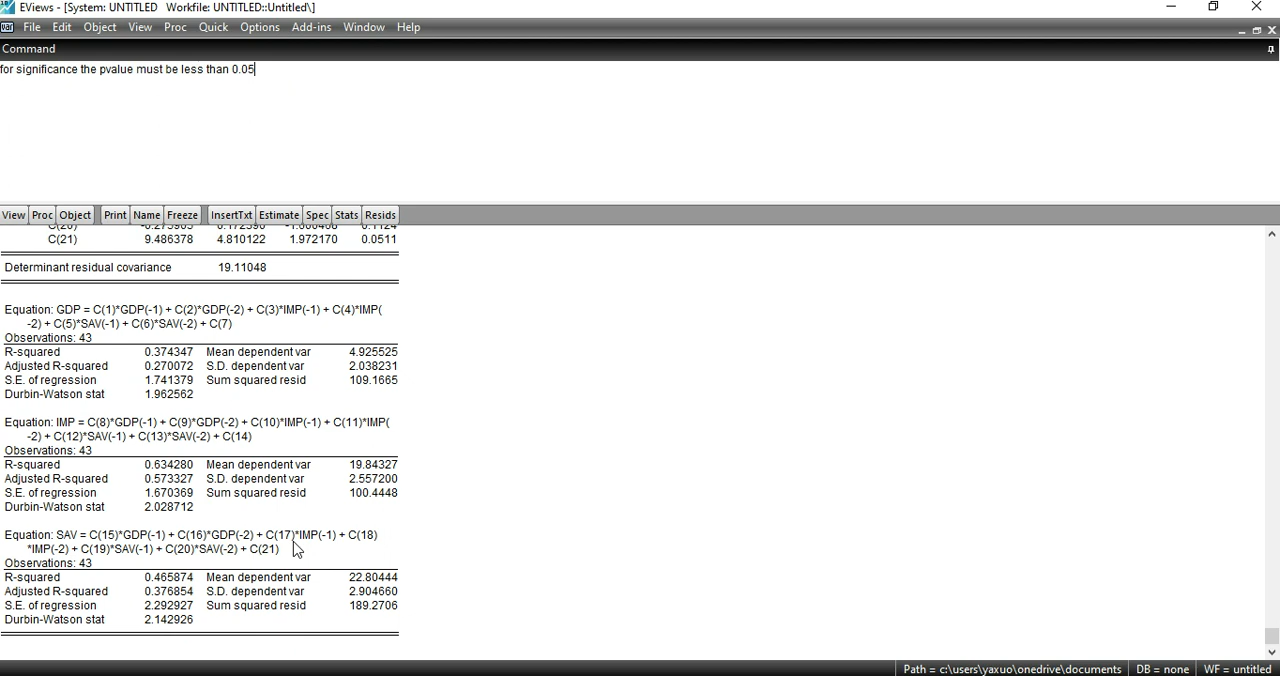 EViews - [System: UNTITLED   Workfile: UNTITLED::Untitled\]
File Edit Object View Proc Quick Options Add-ins Window Help
Command
for significance the pvalue must be less than 0.05
View Proc Object Print Name Freeze InsertTxt Estimate Spec Stats Resids
C(21) 9.486378 4.810122 1.972170 0.0511
Determinant residual covariance 19.11048
Equation: GDP = C(1)*GDP(-1) + C(2)*GDP(-2) + C(3)*IMP(-1) + C(4)*IMP(
-2) + C(5)*SAV(-1) + C(6)*SAV(-2) + C(7)
Observations: 43
R-squared 0.374347 Mean dependent var 4.925525
Adjusted R-squared 0.270072 S.D. dependent var 2.038231
S.E. of regression 1.741379 Sum squared resid 109.1665
Durbin-Watson stat 1.962562
Equation: IMP = C(8)*GDP(-1) + C(9)*GDP(-2) + C(10)*IMP(-1) + C(11)*IMP(
-2) + C(12)*SAV(-1) + C(13)*SAV(-2) + C(14)
Observations: 43
R-squared 0.634280 Mean dependent var 19.84327
Adjusted R-squared 0.573327 S.D. dependent var 2.557200
S.E. of regression 1.670369 Sum squared resid 100.4448
Durbin-Watson stat 2.028712
Equation: SAV = C(15)*GDP(-1) + C(16)*GDP(-2) + C(17)*IMP(-1) + C(18)
*IMP(-2) + C(19)*SAV(-1) + C(20)*SAV(-2) + C(21)
Observations: 43
R-squared 0.465874 Mean dependent var 22.80444
Adjusted R-squared 0.376854 S.D. dependent var 2.904660
S.E. of regression 2.292927 Sum squared resid 189.2706
Durbin-Watson stat 2.142926
Path = c:\users\yaxuo\onedrive\documents DB = none WF = untitled